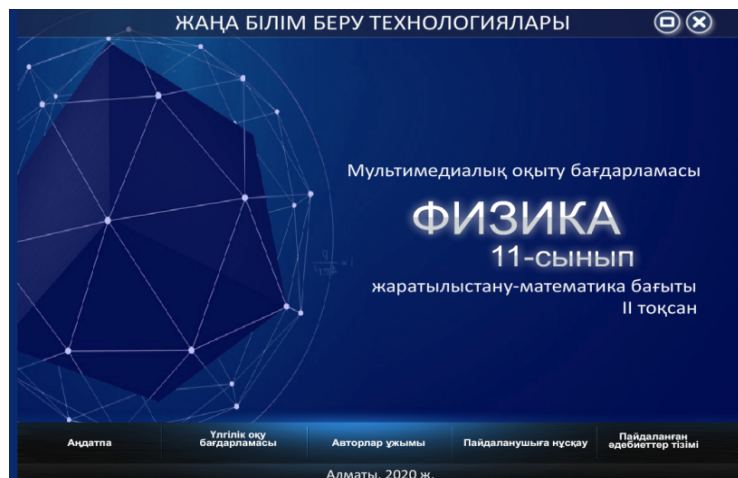 ЖАҢА БІЛІМ БЕРУ ТЕХНОЛОГИЯЛАРЫ
Мультимедиалық оқыту бағдарламасы
ФИЗИКА
11-сынып
жаратылыстану-математика бағыты
II тоқсан
Аңдатпа
Үлгілік оқу
бағдарламасы
Авторлар ұжымы
Пайдаланушыға нұсқау
Пайдаланған
әдебиеттер тізімі
Алматы, 2020 ж.